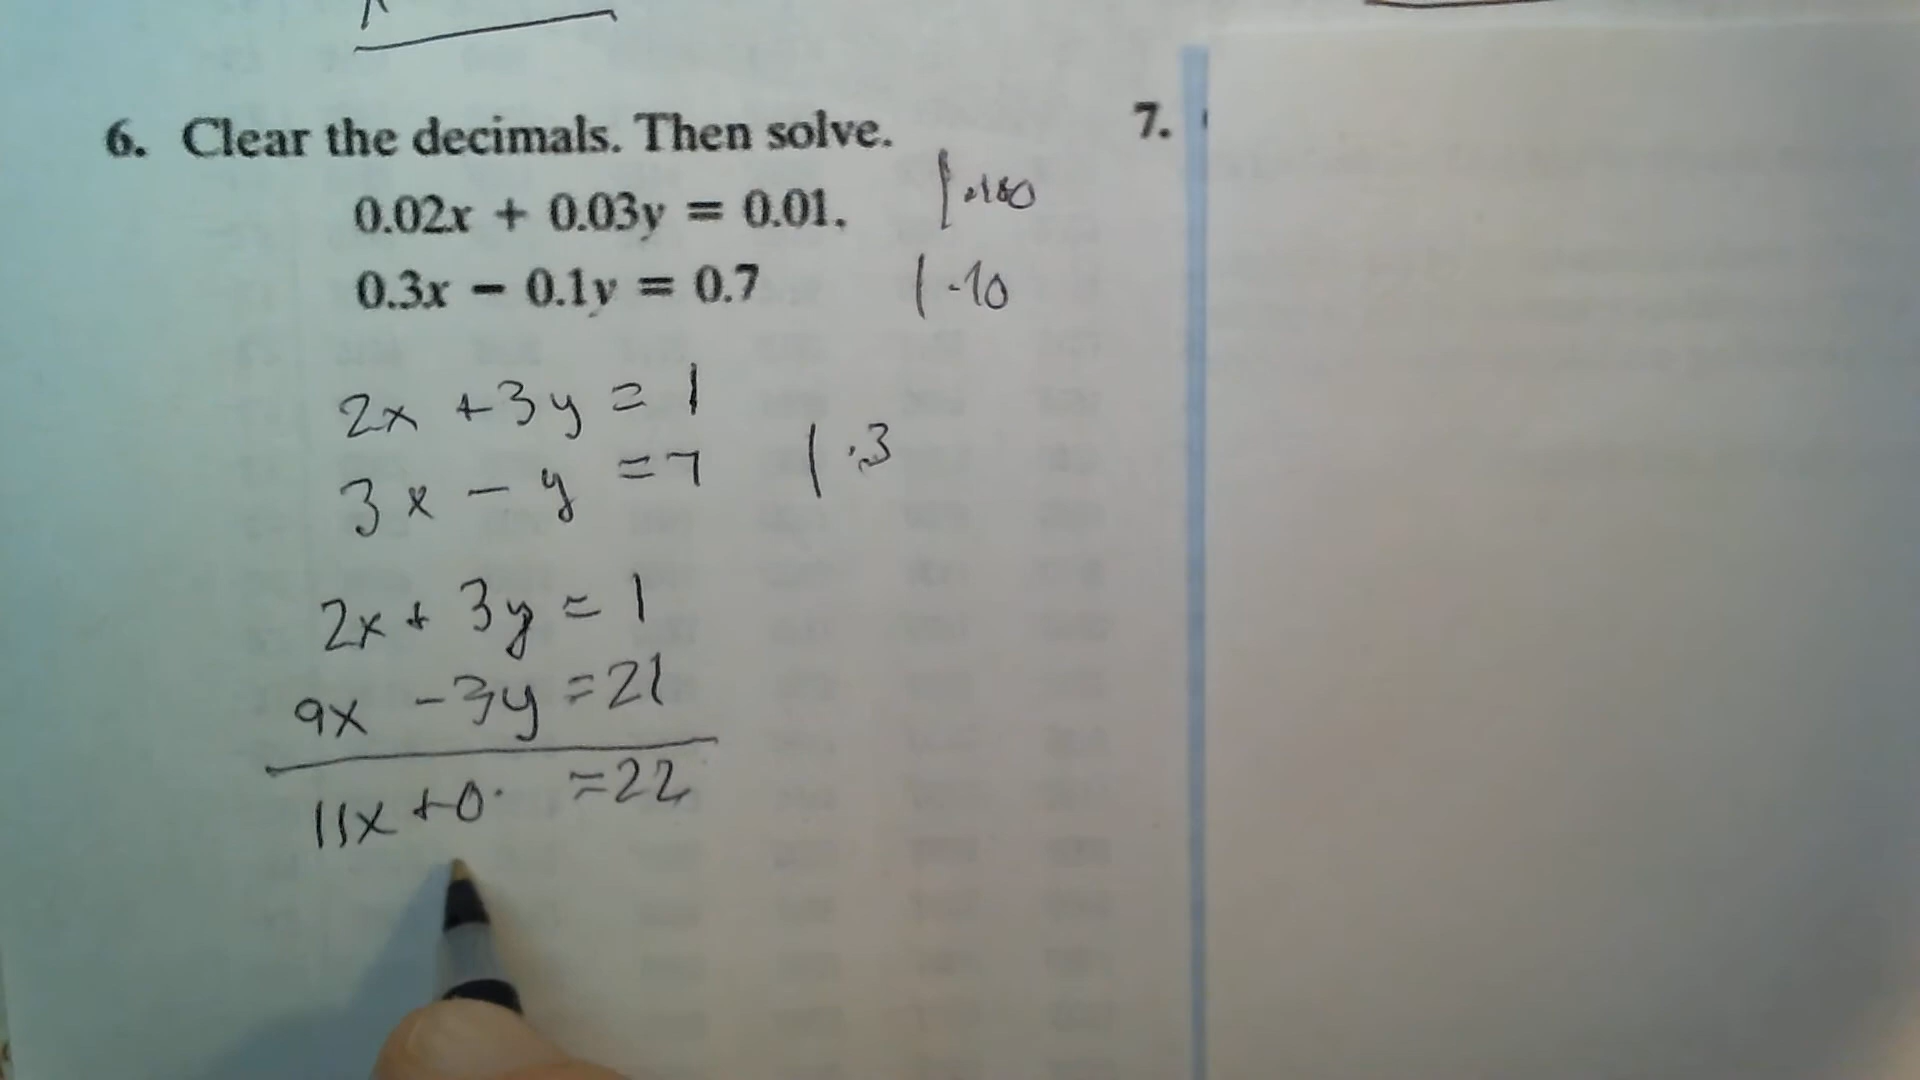 6. Clear the decimals. Then solve.
0.02x + 0.03y = 0.01. | ·100
0.3x − 0.1y = 0.7 | ·10
2x + 3y = 1
3x − y = 7 | ·3
2x + 3y = 1
9x − 3y = 21
11x + 0· = 22
7.